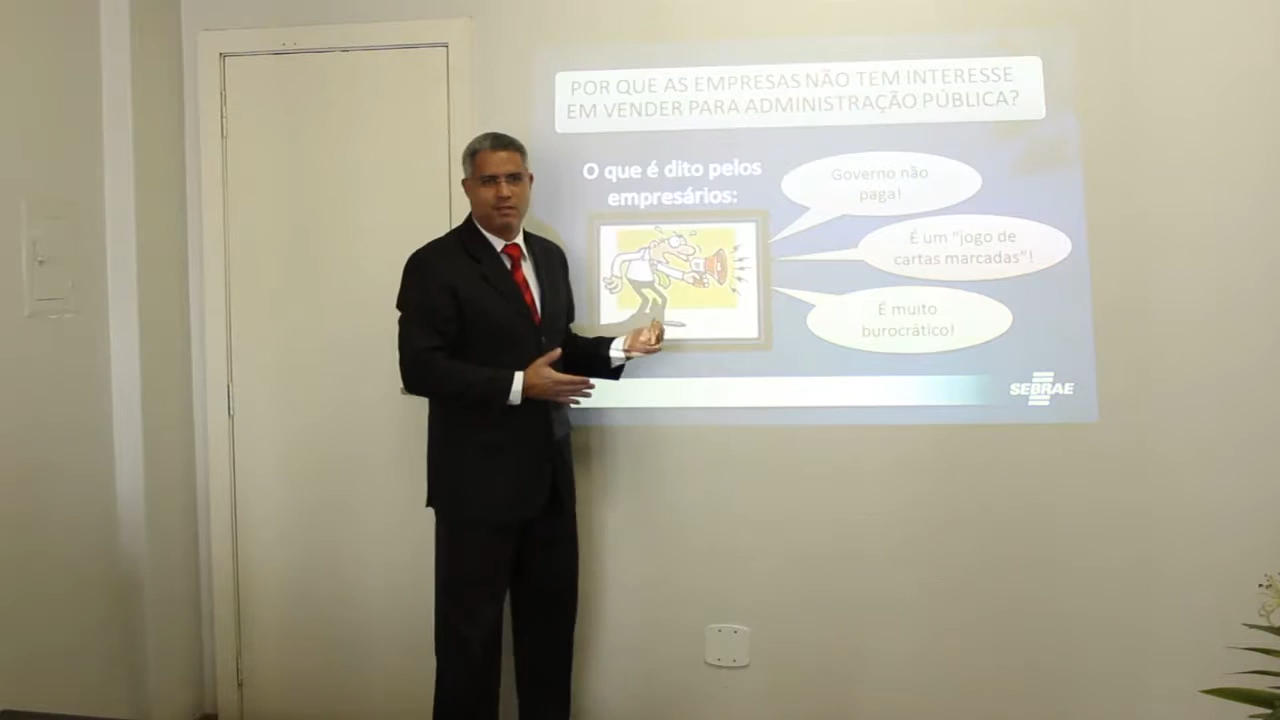 POR QUE AS EMPRESAS NÃO TEM INTERESSE
EM VENDER PARA ADMINISTRAÇÃO PÚBLICA?
O que é dito pelos
empresários:
Governo não
paga!
É um "jogo de
cartas marcadas"!
É muito
burocrático!
SEBRAE